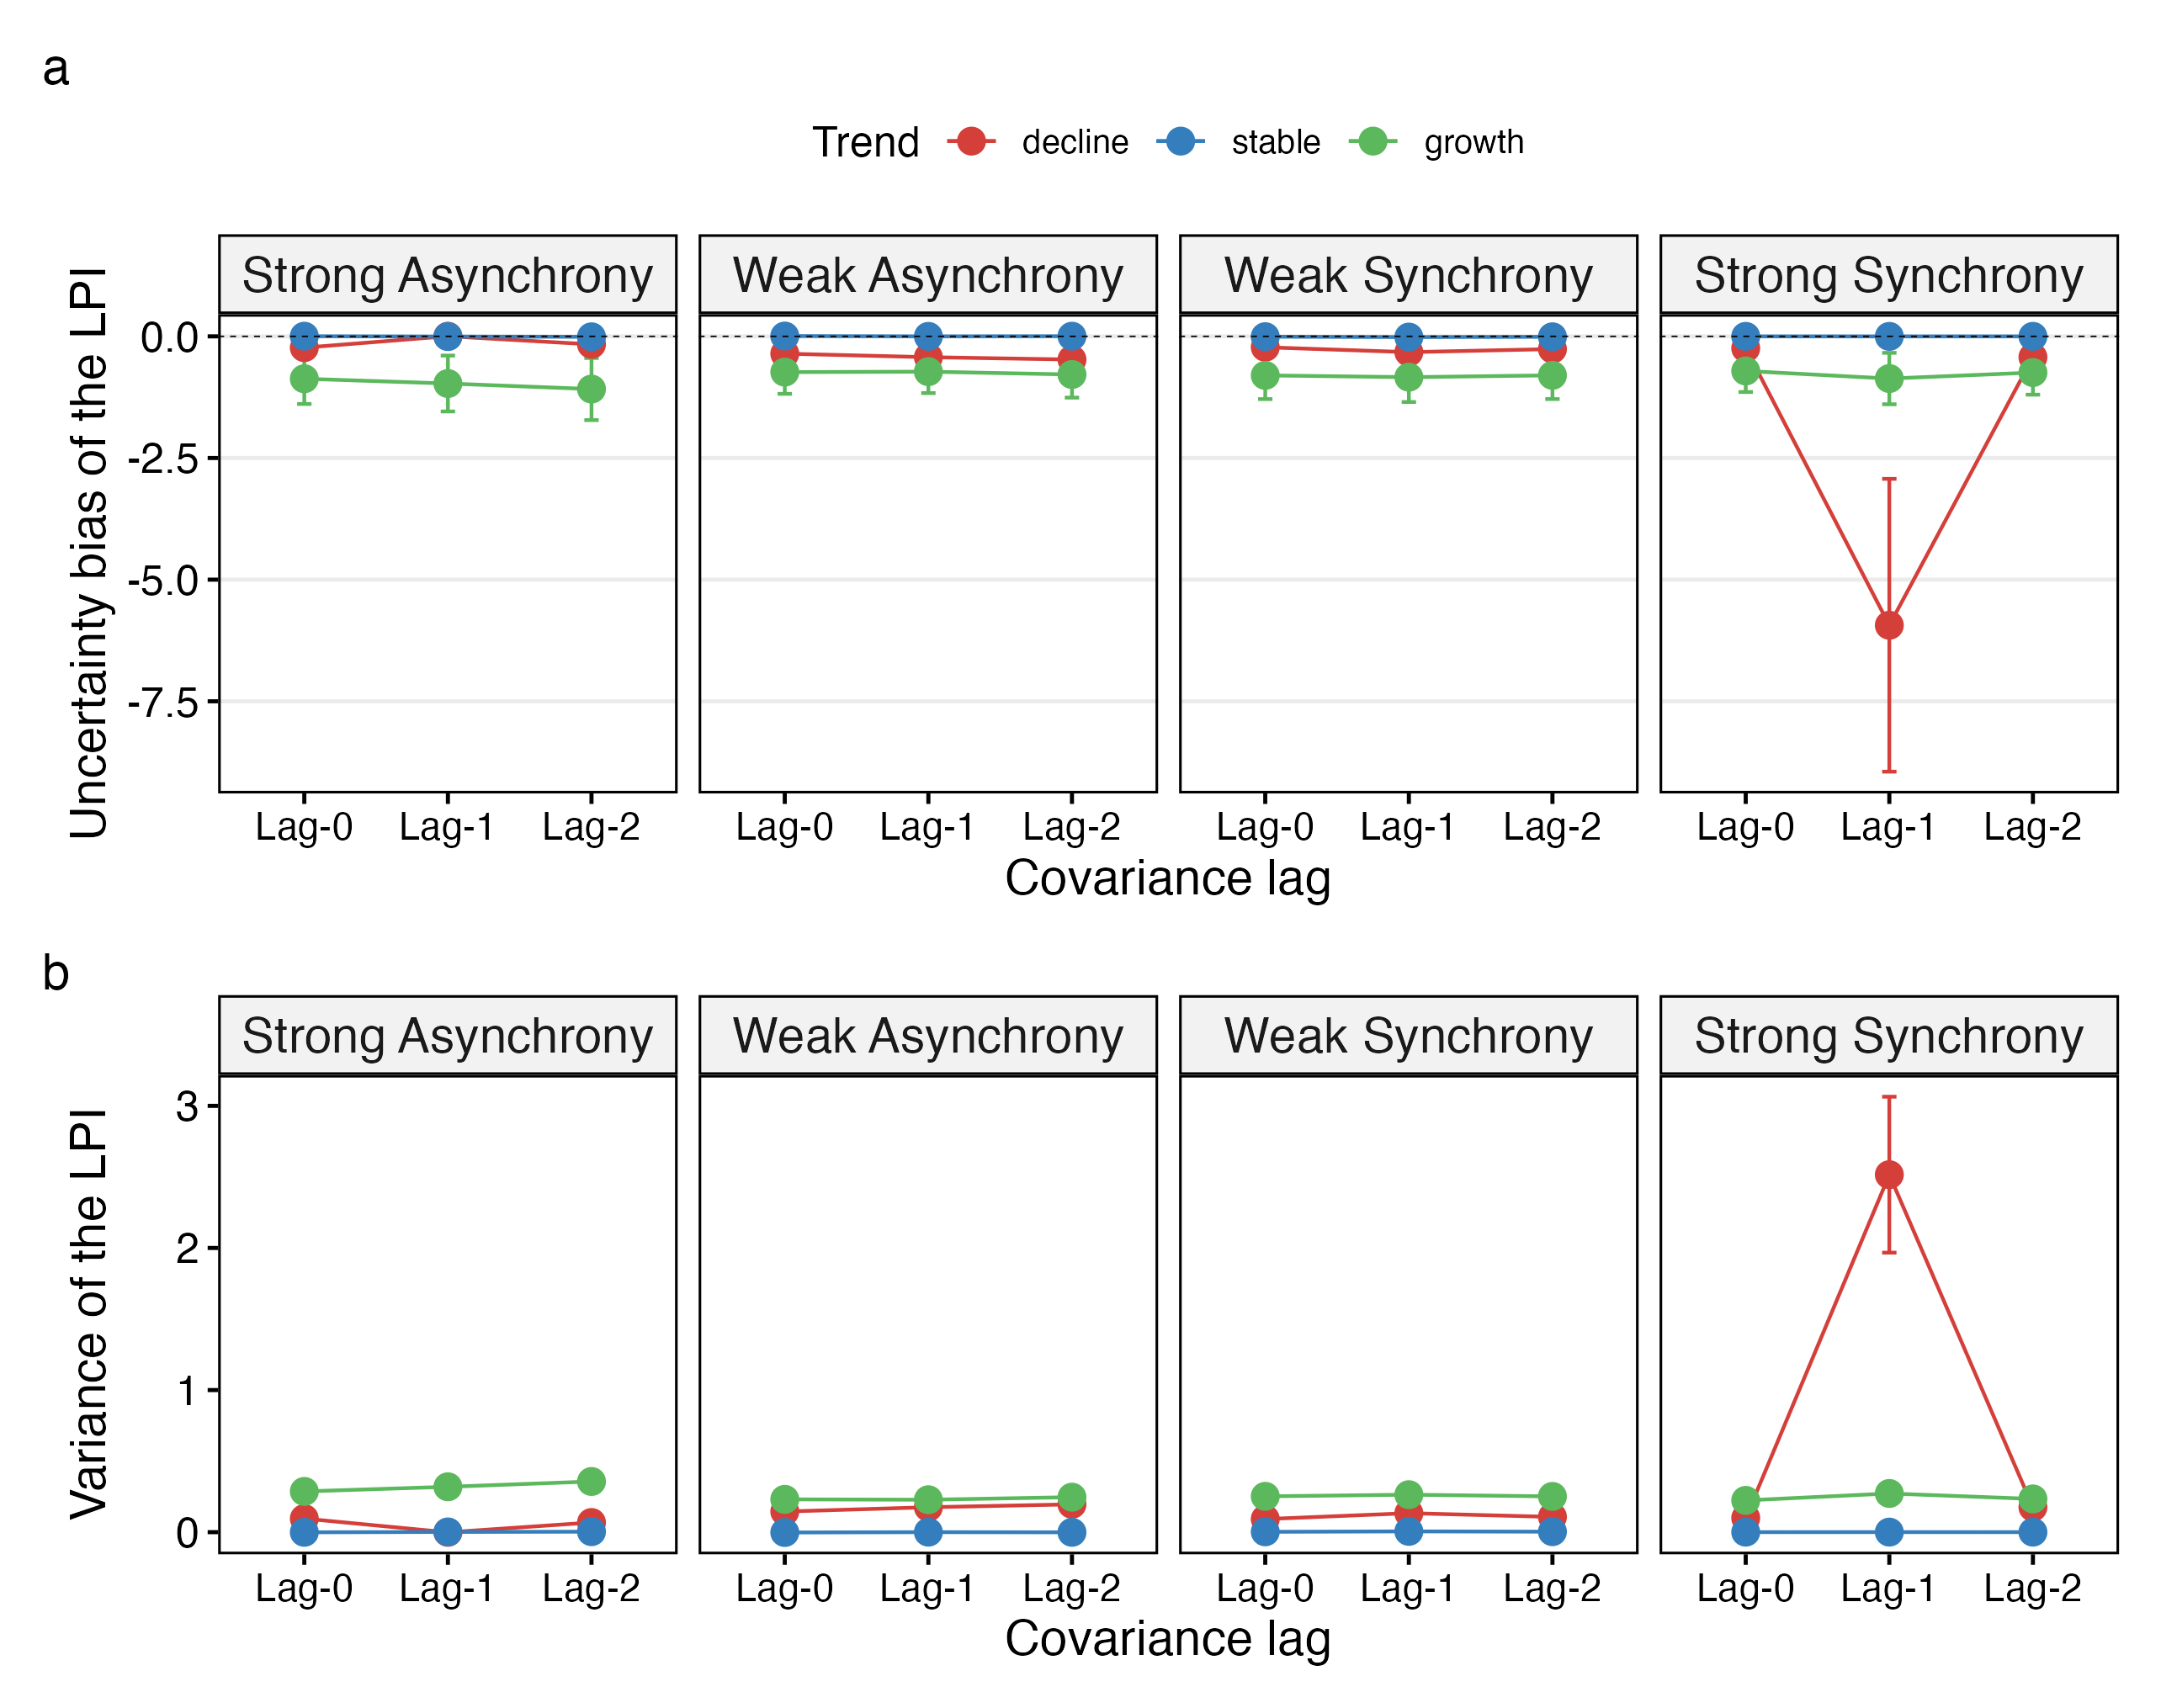 a
Trend decline stable growth
Strong Asynchrony Weak Asynchrony Weak Synchrony Strong Synchrony
Uncertainty bias of the LPI
0.0
-2.5
-5.0
-7.5
Lag-0 Lag-1 Lag-2 Lag-0 Lag-1 Lag-2 Lag-0 Lag-1 Lag-2 Lag-0 Lag-1 Lag-2
Covariance lag
b
Strong Asynchrony Weak Asynchrony Weak Synchrony Strong Synchrony
Variance of the LPI
3
2
1
0
Lag-0 Lag-1 Lag-2 Lag-0 Lag-1 Lag-2 Lag-0 Lag-1 Lag-2 Lag-0 Lag-1 Lag-2
Covariance lag